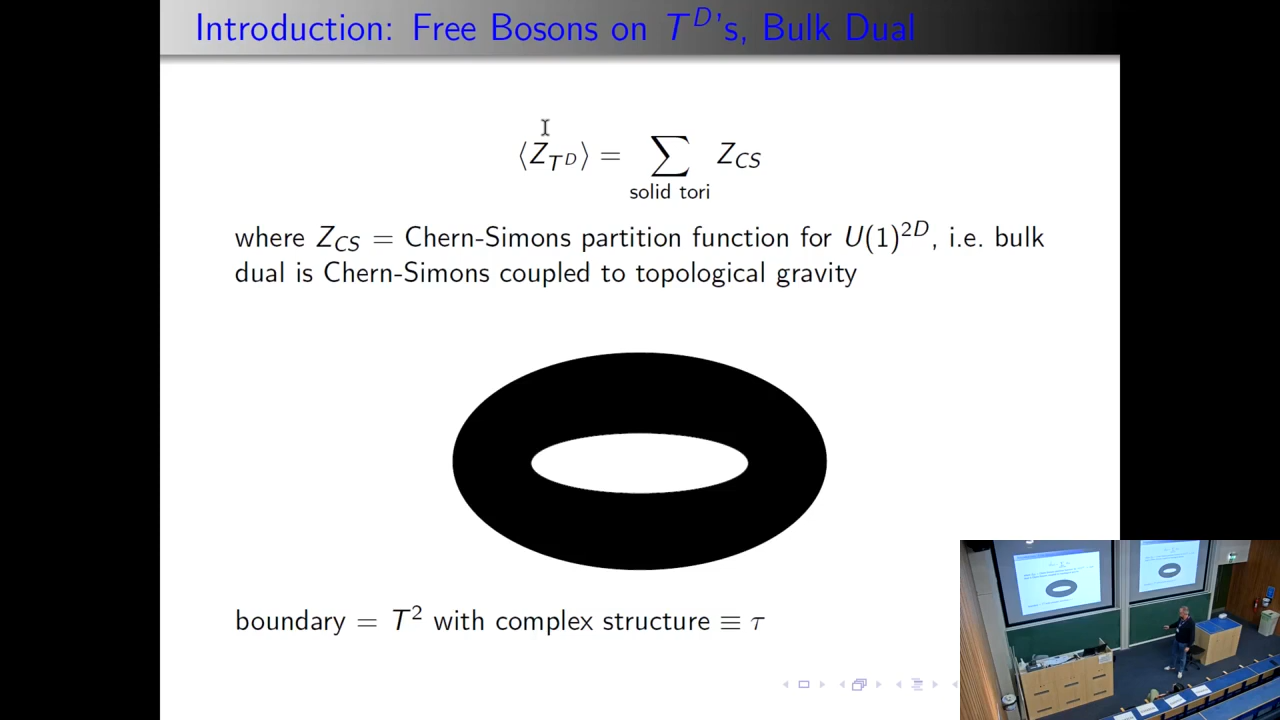 Introduction: Free Bosons on T^D's, Bulk Dual
⟨Z_{T^D}⟩ = ∑ Z_{CS}
solid tori
where Z_{CS} = Chern-Simons partition function for U(1)^{2D}, i.e. bulk
dual is Chern-Simons coupled to topological gravity
boundary = T^2 with complex structure ≡ τ